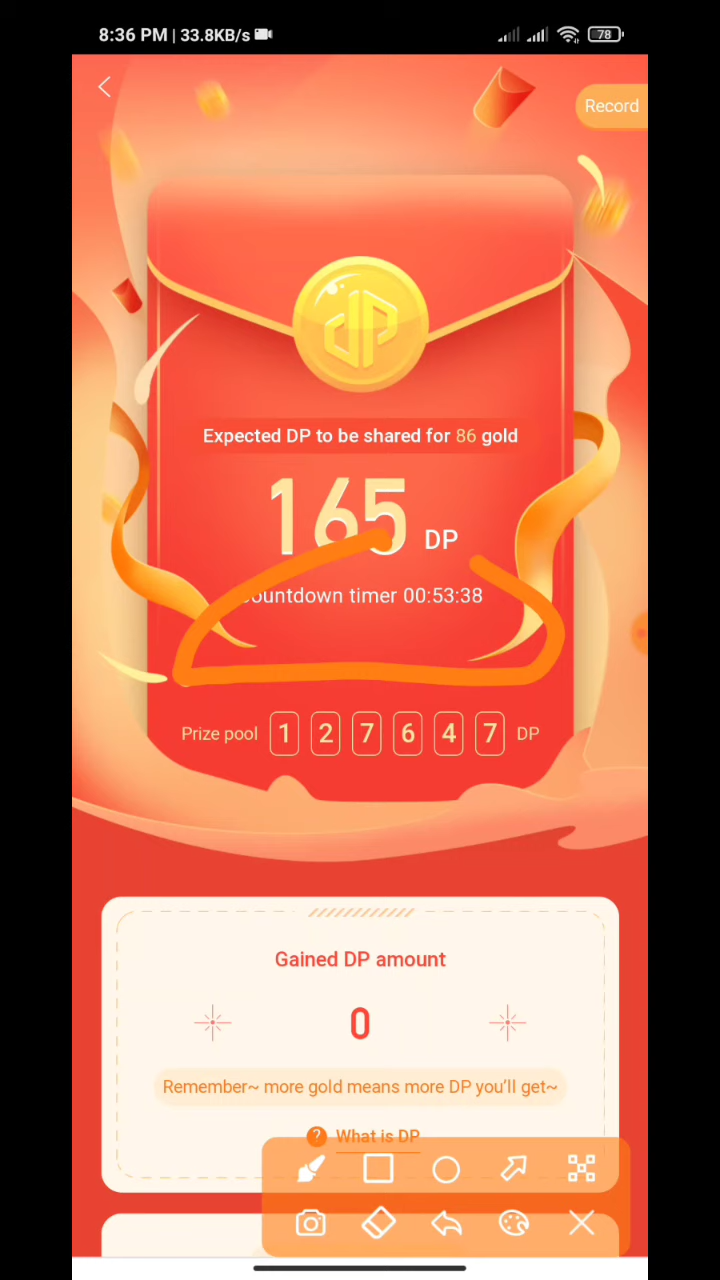 8:36 PM | 33.8KB/s
78
Record
dp
Expected DP to be shared for 86 gold
165 DP
countdown timer 00:53:38
Prize pool 1 2 7 6 4 7 DP
Gained DP amount
0
Remember~ more gold means more DP you'll get~
? What is DP